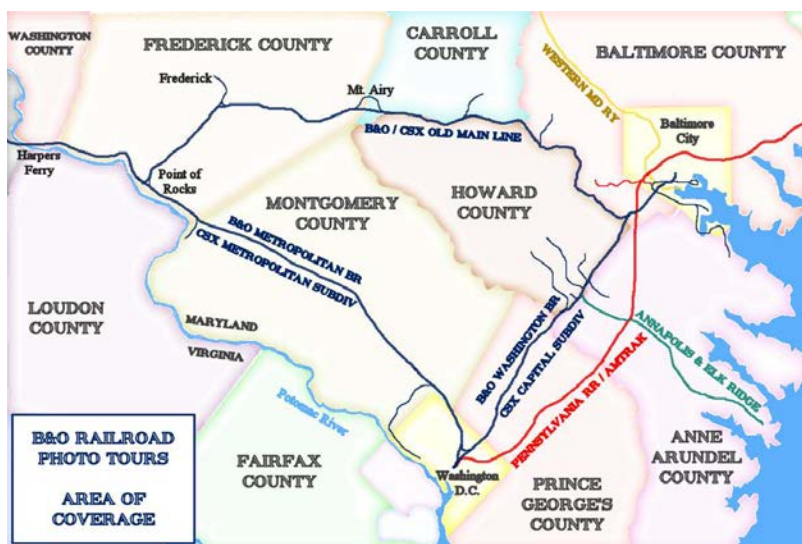 WASHINGTON
COUNTY
FREDERICK COUNTY
CARROLL
COUNTY
BALTIMORE COUNTY
WESTERN MD RY
Frederick
Mt. Airy
Baltimore
City
B&O / CSX OLD MAIN LINE
Harpers
Ferry
Point of
Rocks
MONTGOMERY
COUNTY
HOWARD
COUNTY
B&O METROPOLITAN BR
CSX METROPOLITAN SUBDIV
LOUDON
COUNTY
MARYLAND
VIRGINIA
B&O WASHINGTON BR
CSX CAPITAL SUBDIV
PENNSYLVANIA RR / AMTRAK
ANNAPOLIS & ELK RIDGE
Potomac River
B&O RAILROAD
PHOTO TOURS
AREA OF
COVERAGE
FAIRFAX
COUNTY
Washington
D.C.
PRINCE
GEORGE'S
COUNTY
ANNE
ARUNDEL
COUNTY